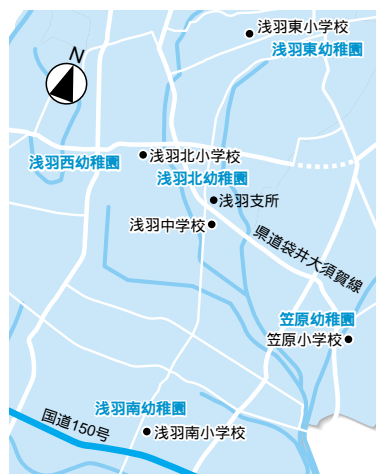 浅羽東小学校
浅羽東幼稚園
N
浅羽北小学校
浅羽西幼稚園
浅羽北幼稚園
浅羽支所
浅羽中学校
県道袋井大須賀線
笠原幼稚園
笠原小学校
浅羽南幼稚園
国道150号
浅羽南小学校